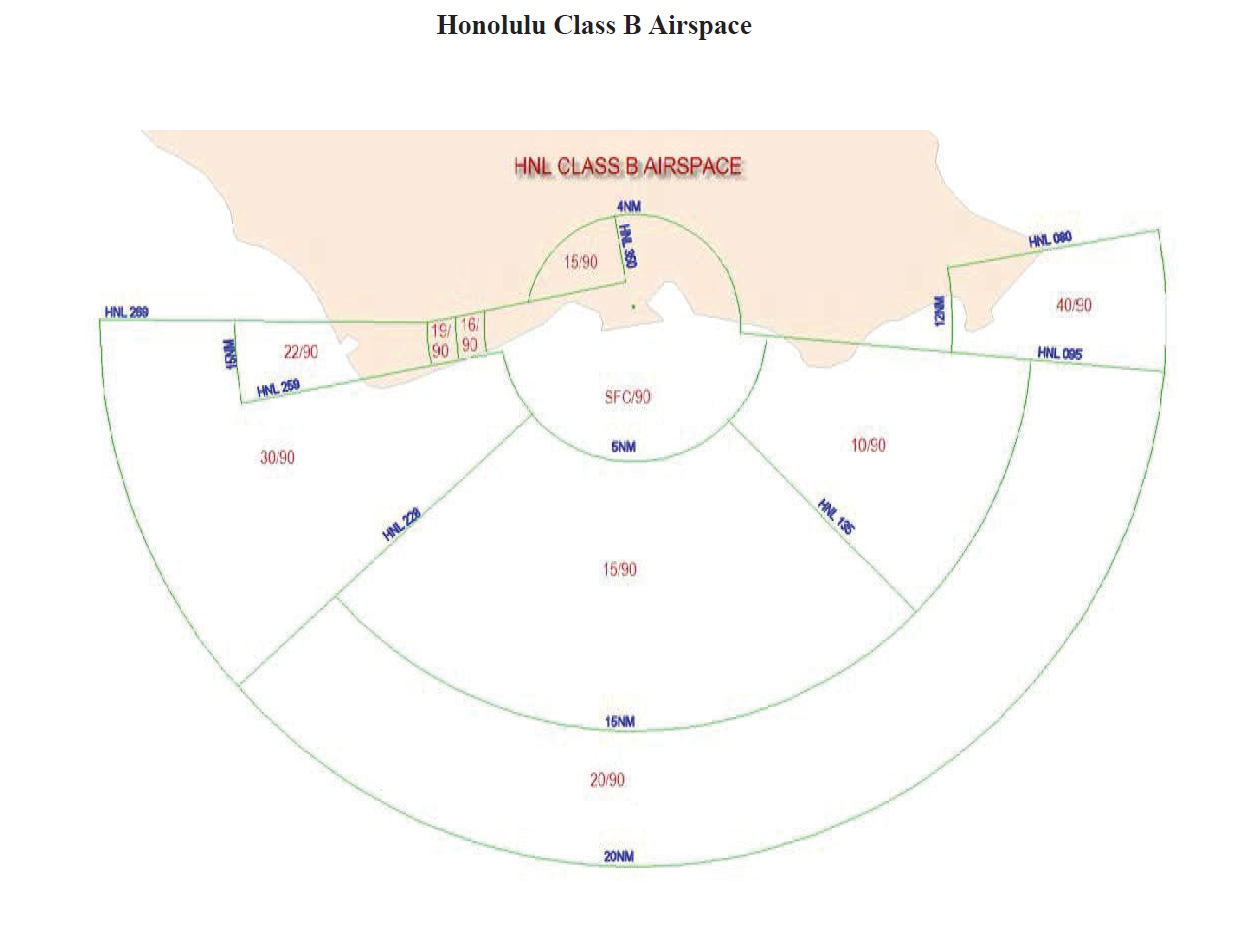 Honolulu Class B Airspace
HNL CLASS B AIRSPACE
4NM
HNL 350
15/90
HNL 080
HNL 269
12NM
40/90
19/
90
16/
90
15NM
22/90
HNL 095
HNL 259
SFC/90
5NM
10/90
30/90
HNL 229
HNL 135
15/90
15NM
20/90
20NM